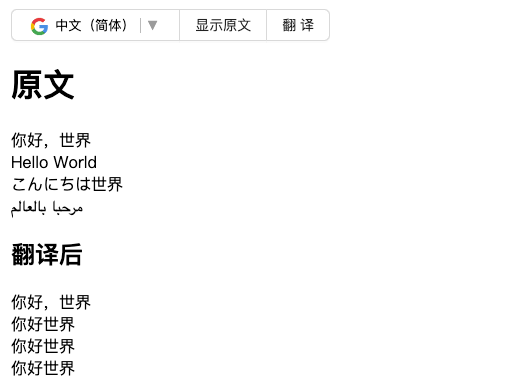 中文（简体） ▼ 显示原文 翻 译
原文
你好，世界
Hello World
こんにちは世界
مرحبا بالعالم
翻译后
你好，世界
你好世界
你好世界
你好世界